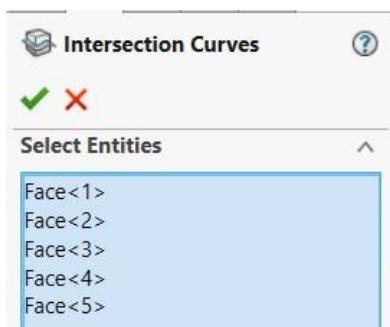 Intersection Curves
Select Entities
Face<1>
Face<2>
Face<3>
Face<4>
Face<5>